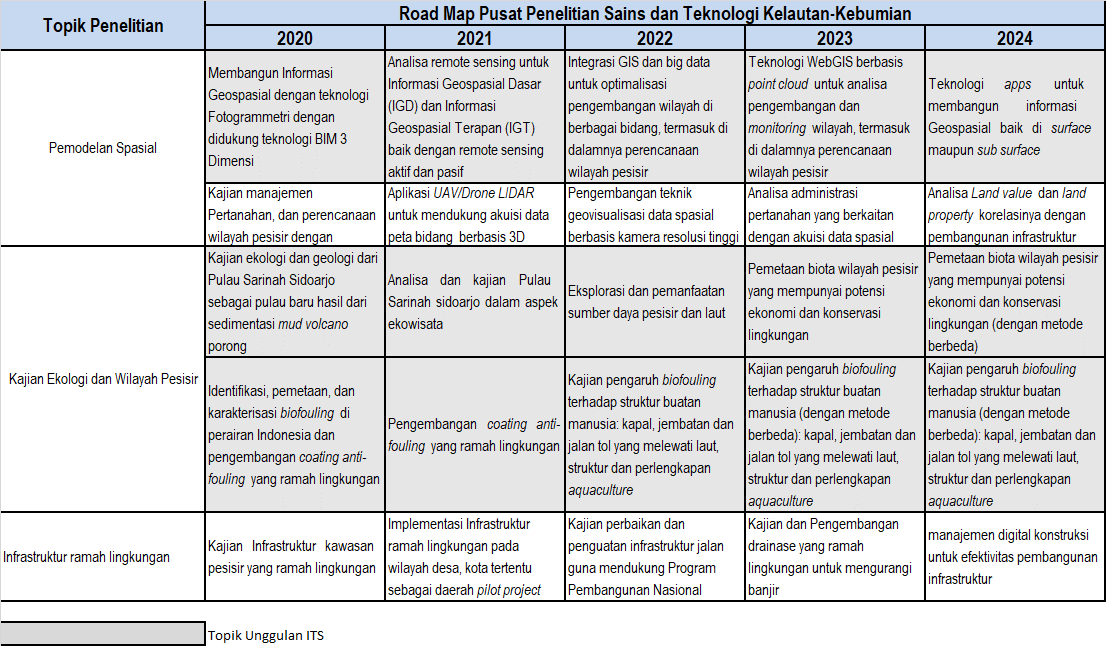 Topik Penelitian
Road Map Pusat Penelitian Sains dan Teknologi Kelautan-Kebumian
2020
2021
2022
2023
2024
Pemodelan Spasial
Membangun Informasi
Geospasial dengan teknologi
Fotogrammetri dengan
didukung teknologi BIM 3
Dimensi
Analisa remote sensing untuk
Informasi Geospasial Dasar
(IGD) dan Informasi
Geospasial Terapan (IGT)
baik dengan remote sensing
aktif dan pasif
Integrasi GIS dan big data
untuk optimalisasi
pengembangan wilayah di
berbagai bidang, termasuk di
dalamnya perencanaan
wilayah pesisir
Teknologi WebGIS berbasis
point cloud untuk analisa
pengembangan dan
monitoring wilayah, termasuk
di dalamnya perencanaan
wilayah pesisir
Teknologi apps untuk
membangun informasi
Geospasial baik di surface
maupun sub surface
Kajian manajemen
Pertanahan, dan perencanaan
wilayah pesisir dengan
Aplikasi UAV/Drone LIDAR
untuk mendukung akuisi data
peta bidang berbasis 3D
Pengembangan teknik
geovisualisasi data spasial
berbasis kamera resolusi tinggi
Analisa administrasi
pertanahan yang berkaitan
dengan akuisi data spasial
Analisa Land value dan land
property korelasinya dengan
pembangunan infrastruktur
Kajian Ekologi dan Wilayah Pesisir
Kajian ekologi dan geologi dari
Pulau Sarinah Sidoarjo
sebagai pulau baru hasil dari
sedimentasi mud volcano
porong
Analisa dan kajian Pulau
Sarinah sidoarjo dalam aspek
ekowisata
Eksplorasi dan pemanfaatan
sumber daya pesisir dan laut
Pemetaan biota wilayah pesisir
yang mempunyai potensi
ekonomi dan konservasi
lingkungan
Pemetaan biota wilayah pesisir
yang mempunyai potensi
ekonomi dan konservasi
lingkungan (dengan metode
berbeda)
Identifikasi, pemetaan, dan
karakterisasi biofouling di
perairan Indonesia dan
pengembangan coating anti-
fouling yang ramah lingkungan
Pengembangan coating anti-
fouling yang ramah lingkungan
Kajian pengaruh biofouling
terhadap struktur buatan
manusia: kapal, jembatan dan
jalan tol yang melewati laut,
struktur dan perlengkapan
aquaculture
Kajian pengaruh biofouling
terhadap struktur buatan
manusia (dengan metode
berbeda): kapal, jembatan dan
jalan tol yang melewati laut,
struktur dan perlengkapan
aquaculture
Kajian pengaruh biofouling
terhadap struktur buatan
manusia (dengan metode
berbeda): kapal, jembatan dan
jalan tol yang melewati laut,
struktur dan perlengkapan
aquaculture
Infrastruktur ramah lingkungan
Kajian Infrastruktur kawasan
pesisir yang ramah lingkungan
Implementasi Infrastruktur
ramah lingkungan pada
wilayah desa, kota tertentu
sebagai daerah pilot project
Kajian perbaikan dan
penguatan infrastruktur jalan
guna mendukung Program
Pembangunan Nasional
Kajian dan Pengembangan
drainase yang ramah
lingkungan untuk mengurangi
banjir
manajemen digital konstruksi
untuk efektivitas pembangunan
infrastruktur
Topik Unggulan ITS